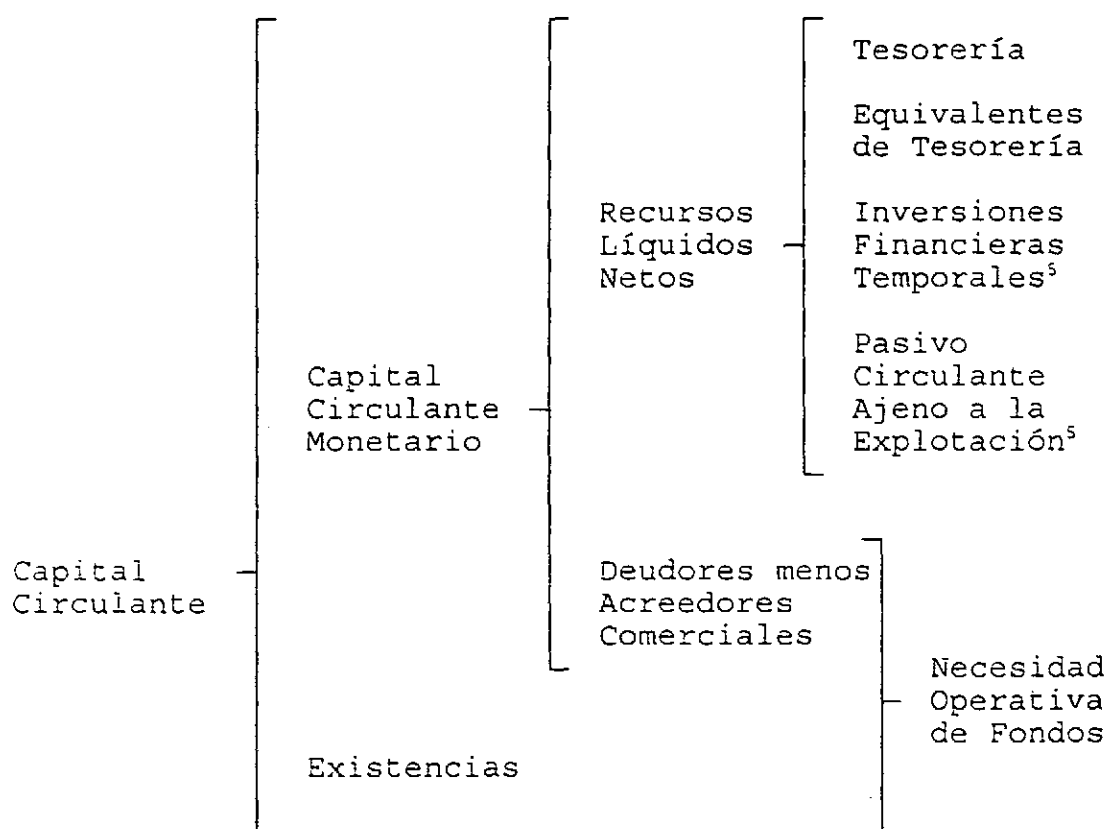 Tesorería
Equivalentes
de Tesorería
Recursos
Líquidos
Netos
Inversiones
Financieras
Temporales⁵
Pasivo
Circulante
Ajeno a la
Explotación⁵
Capital
Circulante
Monetario
Capital
Circulante
Deudores menos
Acreedores
Comerciales
Necesidad
Operativa
de Fondos
Existencias